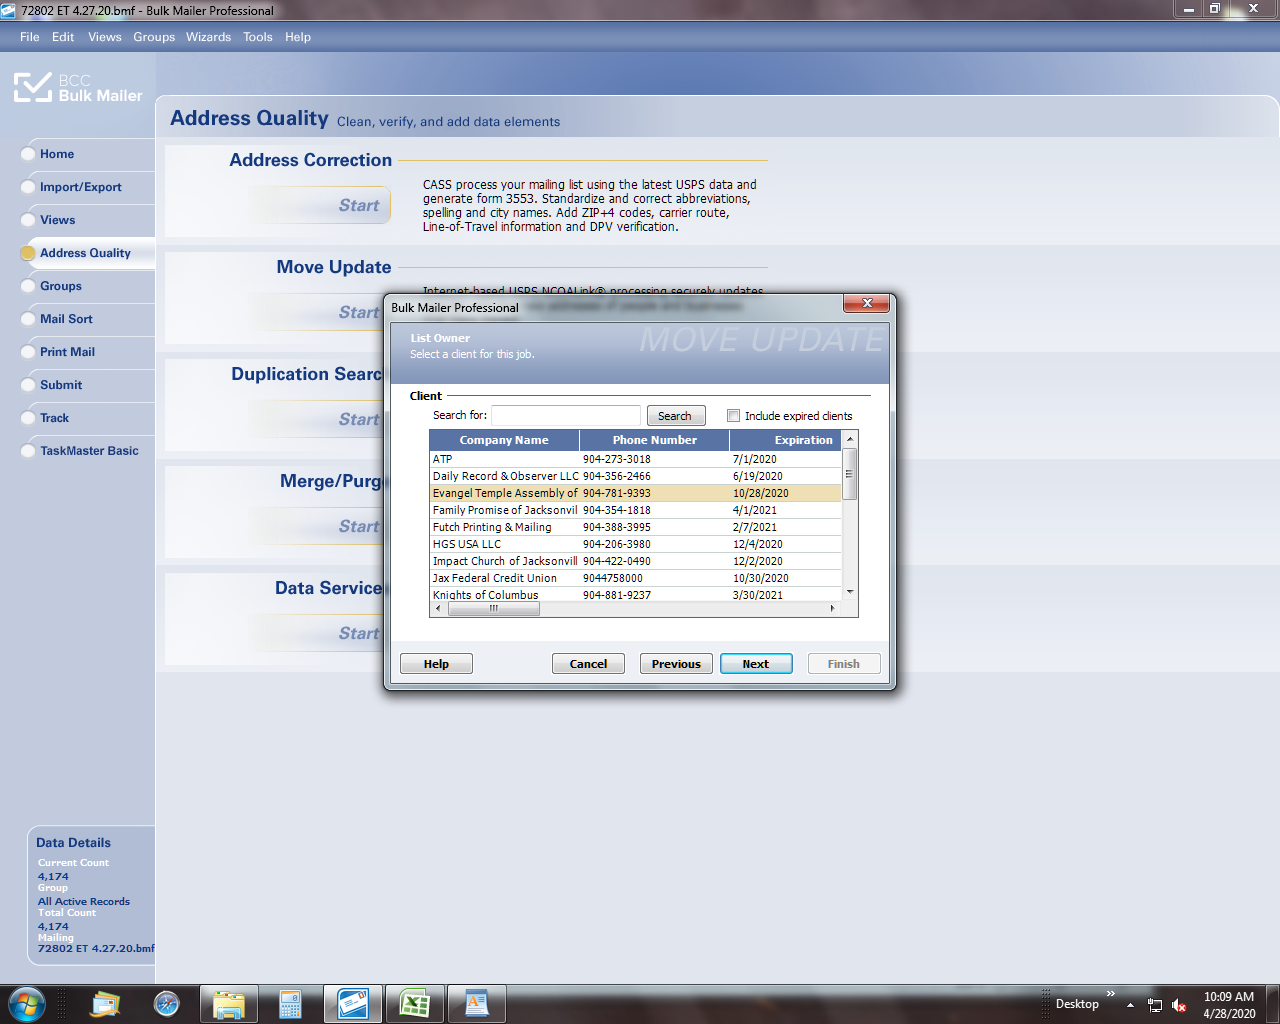 72802 ET 4.27.20.bmf - Bulk Mailer Professional
File Edit Views Groups Wizards Tools Help
BCC
Bulk Mailer
Address Quality Clean, verify, and add data elements
Home
Import/Export
Views
Address Quality
Groups
Mail Sort
Print Mail
Submit
Track
TaskMaster Basic
Address Correction
Start
CASS process your mailing list using the latest USPS data and
generate form 3553. Standardize and correct abbreviations,
spelling and city names. Add ZIP+4 codes, carrier route,
Line-of-Travel information and DPV verification.
Move Update
Start
Internet-based USPS NCOALink® processing securely updates
addresses of people and businesses
Duplication Searc
Start
Merge/Purg
Start
Data Service
Start
Bulk Mailer Professional
MOVE UPDATE
List Owner
Select a client for this job.
Client
Search for: Search Include expired clients
Company Name Phone Number Expiration
ATP 904-273-3018 7/1/2020
Daily Record & Observer LLC 904-356-2466 6/19/2020
Evangel Temple Assembly of 904-781-9393 10/28/2020
Family Promise of Jacksonvil 904-354-1818 4/1/2021
Futch Printing & Mailing 904-388-3995 2/7/2021
HGS USA LLC 904-206-3980 12/4/2020
Impact Church of Jacksonvill 904-422-0490 12/2/2020
Jax Federal Credit Union 9044758000 10/30/2020
Knights of Columbus 904-881-9237 3/30/2021
Help Cancel Previous Next Finish
Data Details
Current Count
4,174
Group
All Active Records
Total Count
4,174
Mailing
72802 ET 4.27.20.bmf
Desktop
10:09 AM
4/28/2020